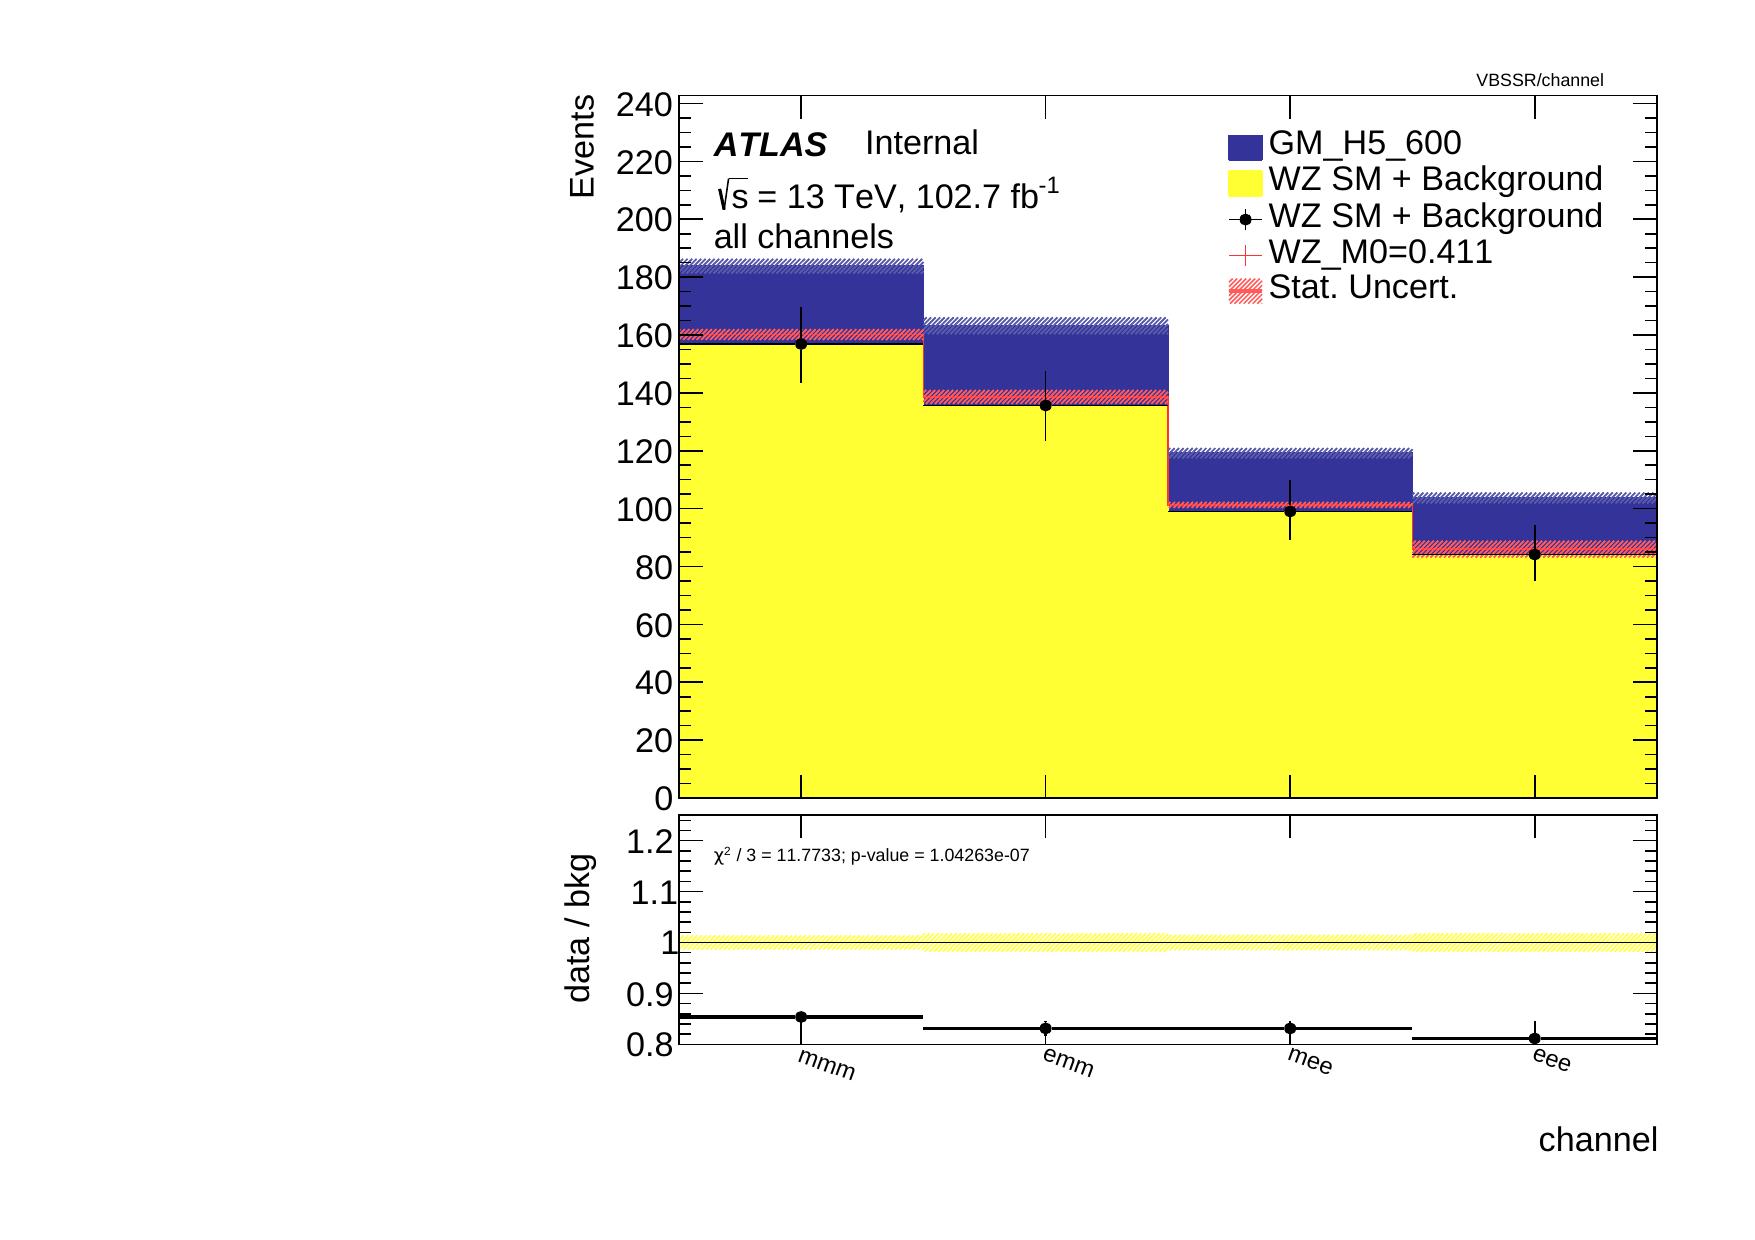 VBSSR/channel
Events
240
220
200
180
160
140
120
100
80
60
40
20
0
ATLAS Internal
√s = 13 TeV, 102.7 fb⁻¹
all channels
GM_H5_600
WZ SM + Background
WZ SM + Background
WZ_M0=0.411
Stat. Uncert.
data / bkg
1.2
1.1
1
0.9
0.8
χ² / 3 = 11.7733; p-value = 1.04263e-07
mmm
emm
mee
eee
channel